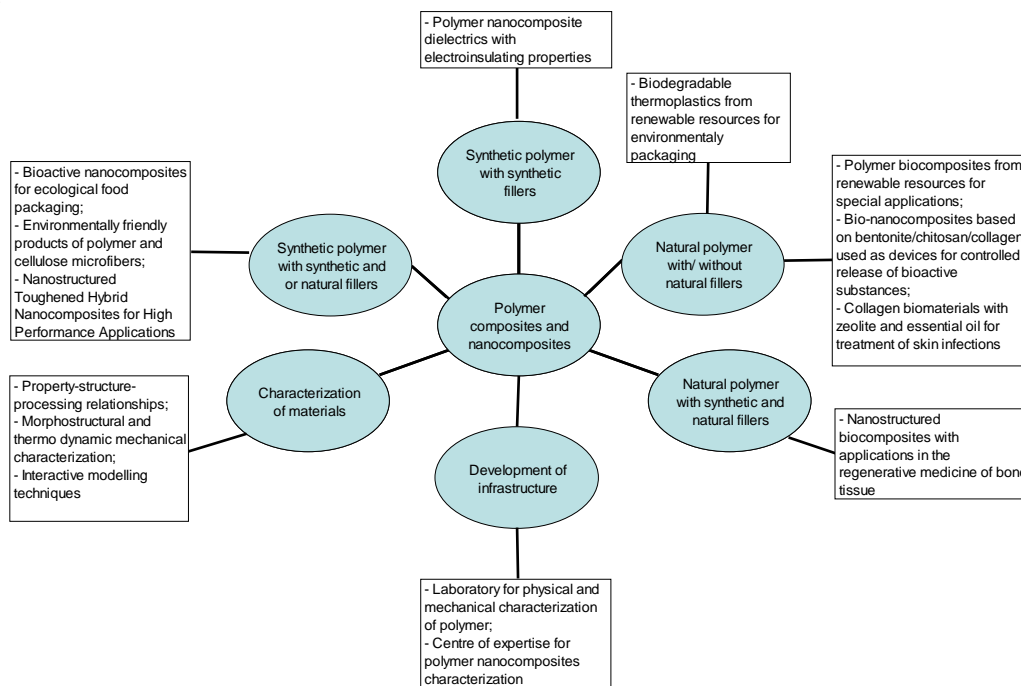 - Polymer nanocomposite
dielectrics with
electroinsulating properties
- Biodegradable
thermoplastics from
renewable resources for
environmentaly
packaging
Synthetic polymer
with synthetic
fillers
- Bioactive nanocomposites
for ecological food
packaging;
- Environmentally friendly
products of polymer and
cellulose microfibers;
- Nanostructured
Toughened Hybrid
Nanocomposites for High
Performance Applications
Synthetic polymer
with synthetic and
or natural fillers
Natural polymer
with/ without
natural fillers
- Polymer biocomposites from
renewable resources for
special applications;
- Bio-nanocomposites based
on bentonite/chitosan/collagen
used as devices for controlled
release of bioactive
substances;
- Collagen biomaterials with
zeolite and essential oil for
treatment of skin infections
Polymer
composites and
nanocomposites
Characterization
of materials
Natural polymer
with synthetic and
natural fillers
- Property-structure-
processing relationships;
- Morphostructural and
thermo dynamic mechanical
characterization;
- Interactive modelling
techniques
- Nanostructured
biocomposites with
applications in the
regenerative medicine of bone
tissue
Development of
infrastructure
- Laboratory for physical and
mechanical characterization
of polymer;
- Centre of expertise for
polymer nanocomposites
characterization